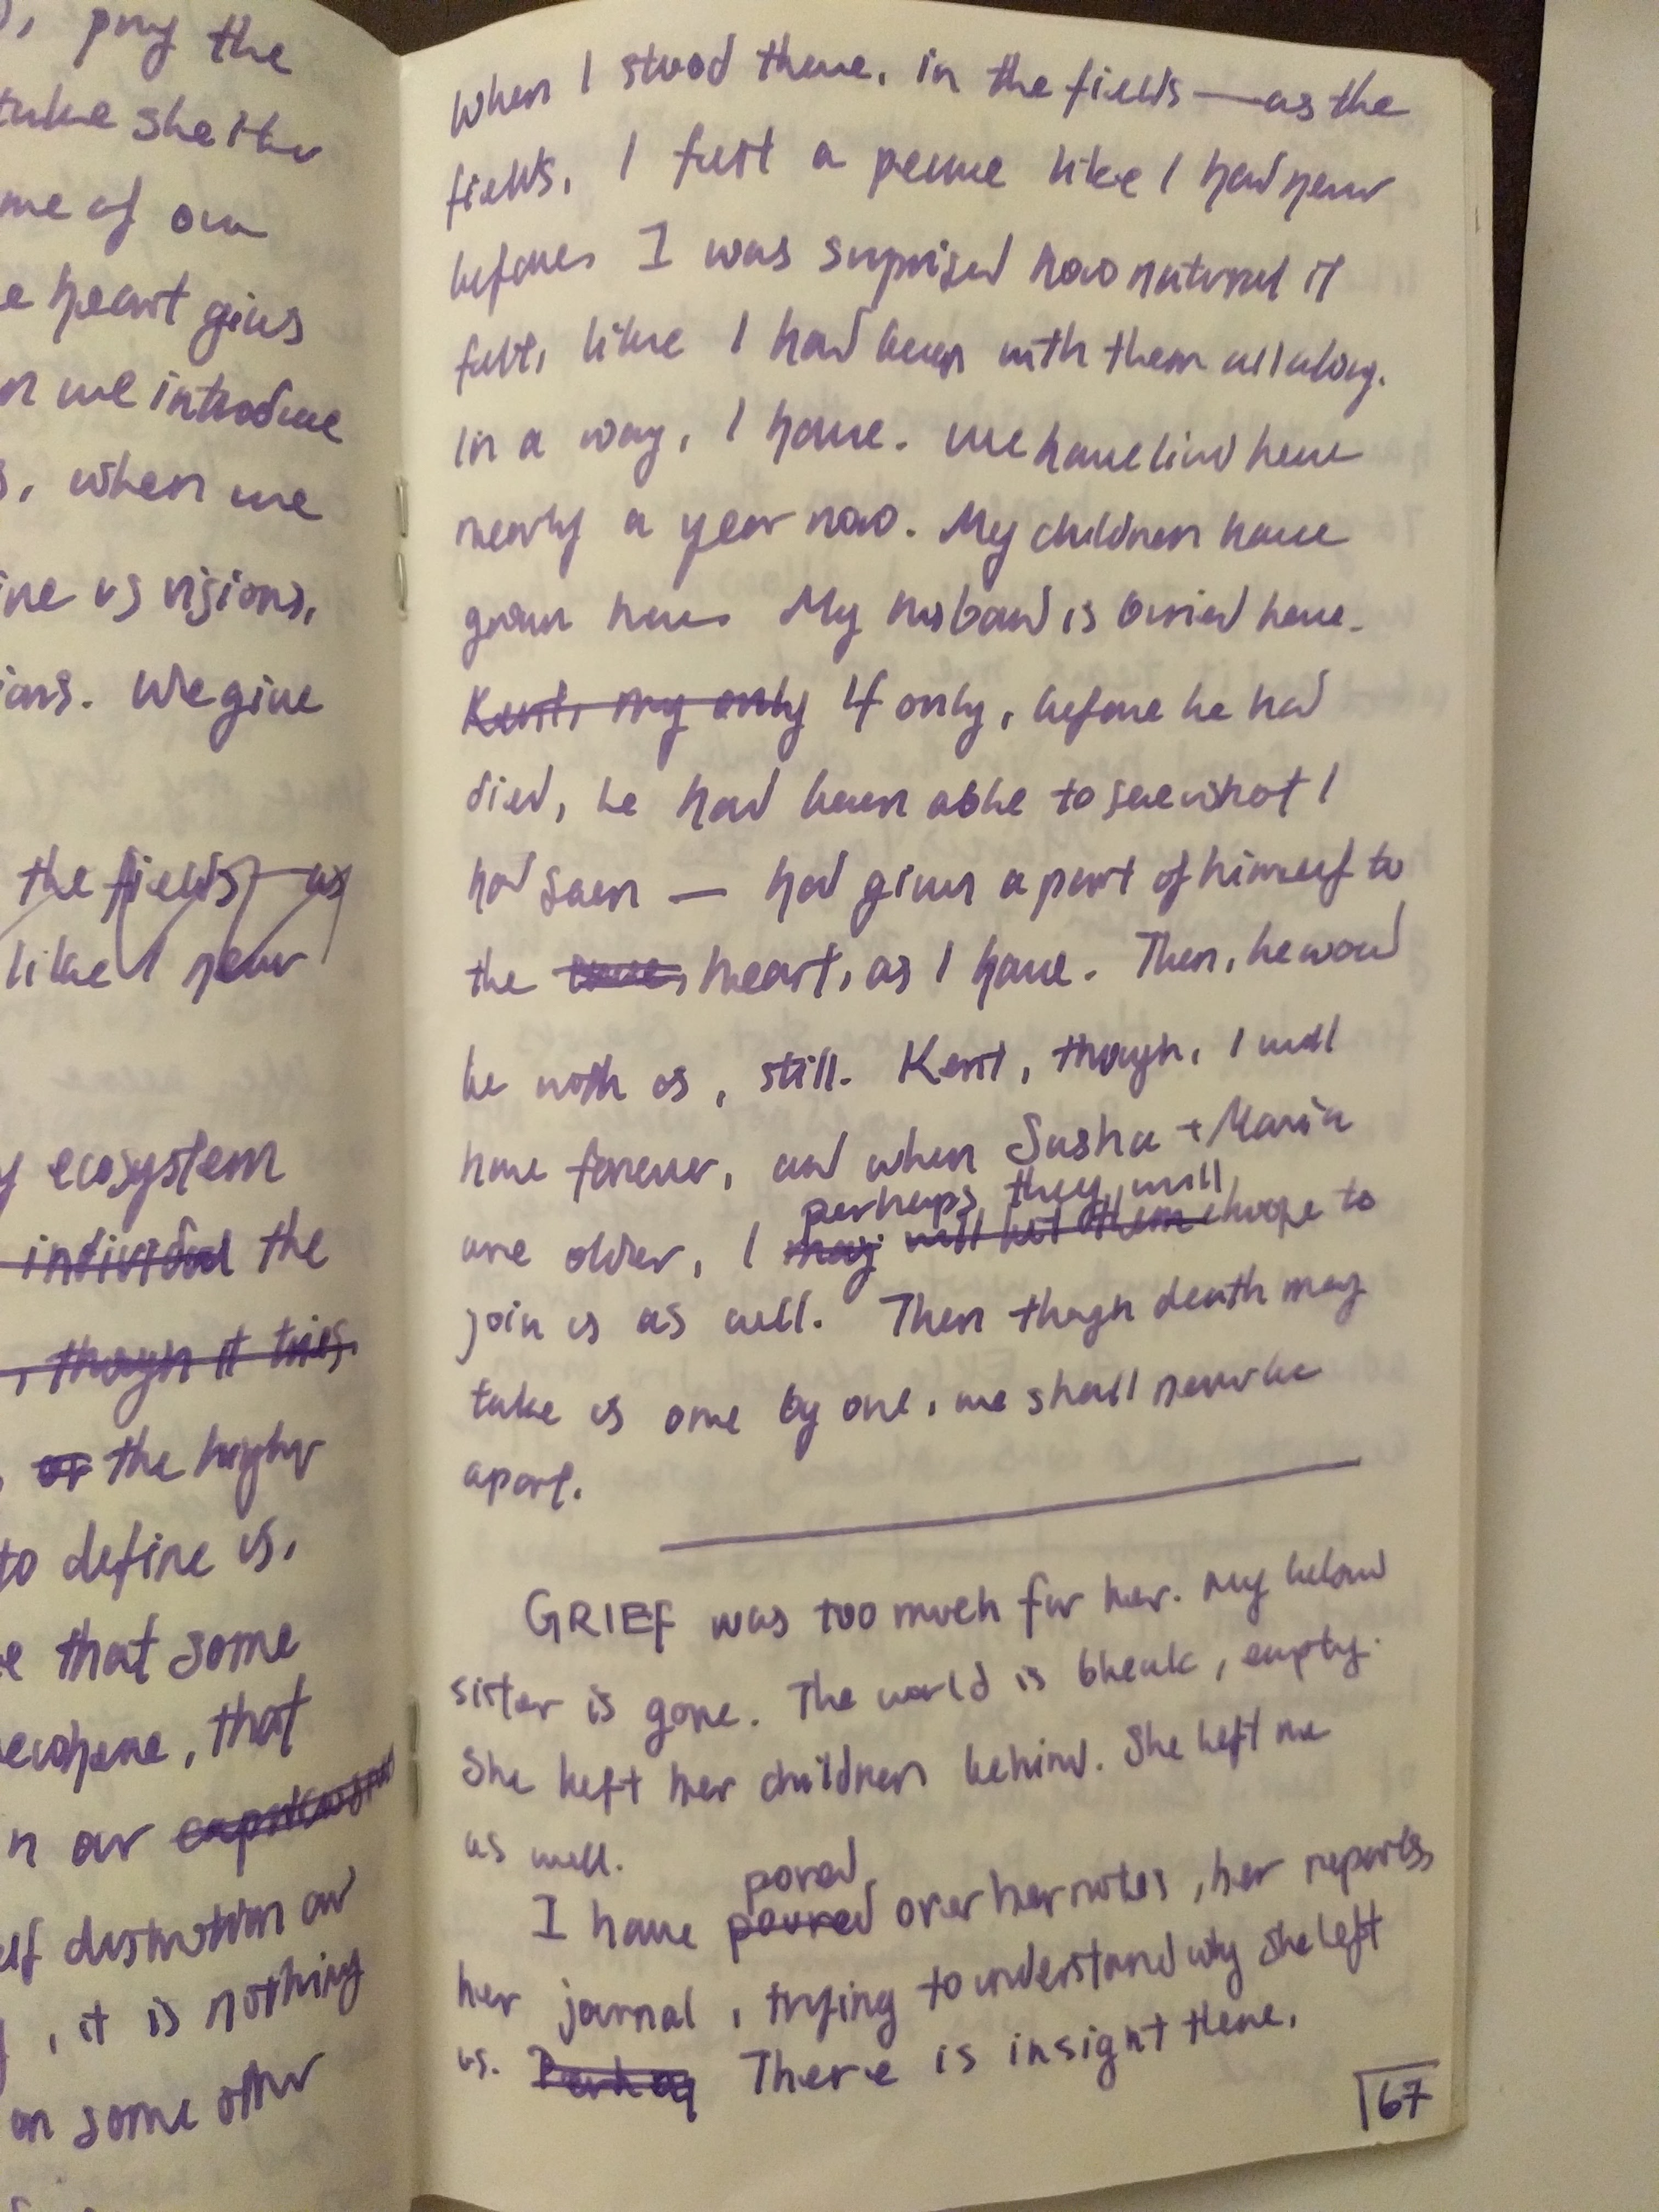 , pray the
take shelter
me of our
e heart gives
n we introduce
s, when we
ine us visions,
ions. We give
the fields—as
like I never
y ecosystem
individual the
, though it tries.
, or the higher
to define us,
e that some
, that
n our
elf destruction and
, it is nothing
on some other
When I stood there, in the fields—as the
fields, I felt a peace like I had never
before. I was surprised how natural it
felt, like I had been with them all along.
In a way, I have. We have lived here
nearly a year now. My children have
grown here. My husband is buried here.
Kent, my only If only, before he had
died, he had been able to see what I
had seen — had given a part of himself to
the heart, as I have. Then, he would
be with us, still. Kent, though, I will
have forever, and when Sasha + Maria
perhaps they will
are older, I may will let them choose to
join us as well. Then though death may
take us one by one, we shall never be
apart.
GRIEF was too much for her. My beloved
sister is gone. The world is bleak, empty.
She left her children behind. She left me
as well.
pored
I have poured over her notes, her reports,
her journal, trying to understand why she left
us. Perhaps There is insight there,
67